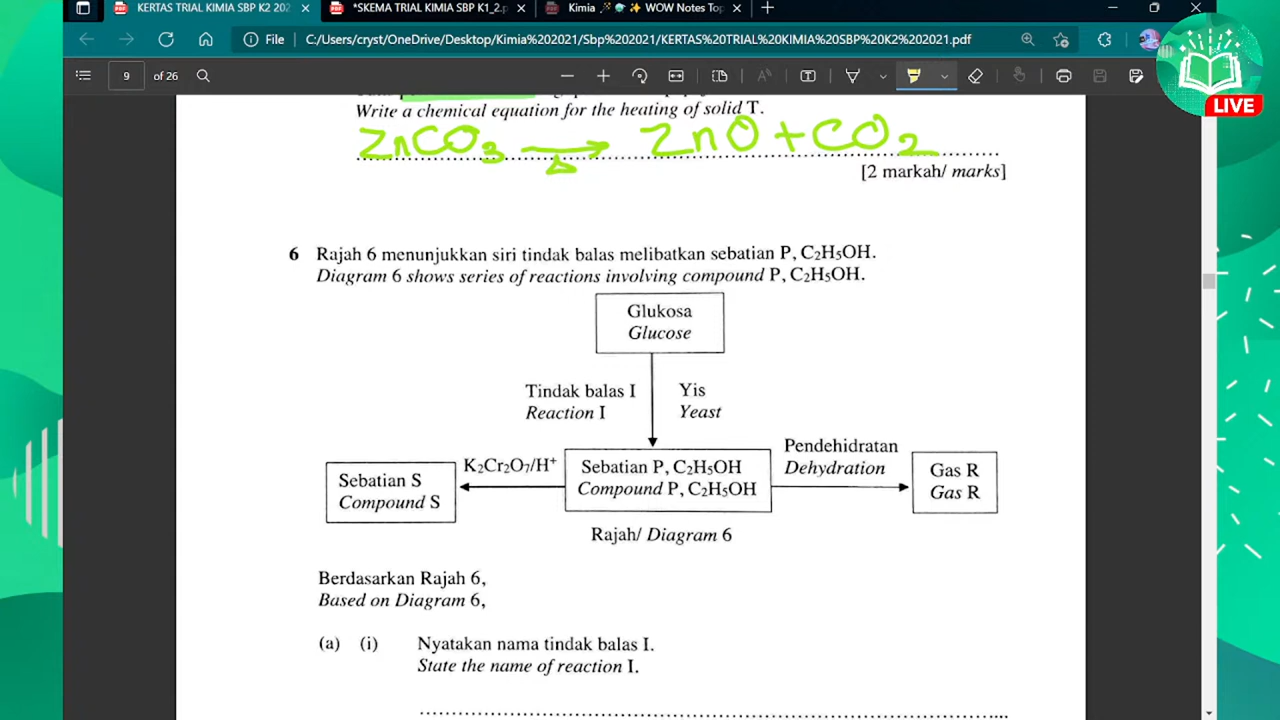 KERTAS TRIAL KIMIA SBP K2 202
*SKEMA TRIAL KIMIA SBP K1_2.p
Kimia 🪄🎓✨ WOW Notes Top
File
C:/Users/cryst/OneDrive/Desktop/Kimia%202021/Sbp%202021/KERTAS%20TRIAL%20KIMIA%20SBP%20K2%202021.pdf
9 of 26
LIVE
Write a chemical equation for the heating of solid T.
ZnCO₃ →Δ ZnO + CO₂
[2 markah/ marks]
6 Rajah 6 menunjukkan siri tindak balas melibatkan sebatian P, C₂H₅OH.
Diagram 6 shows series of reactions involving compound P, C₂H₅OH.
Glukosa
Glucose
Tindak balas I Yis
Reaction I Yeast
K₂Cr₂O₇/H⁺
Pendehidratan
Dehydration
Sebatian S
Compound S
Sebatian P, C₂H₅OH
Compound P, C₂H₅OH
Gas R
Gas R
Rajah/ Diagram 6
Berdasarkan Rajah 6,
Based on Diagram 6,
(a) (i) Nyatakan nama tindak balas I.
State the name of reaction I.